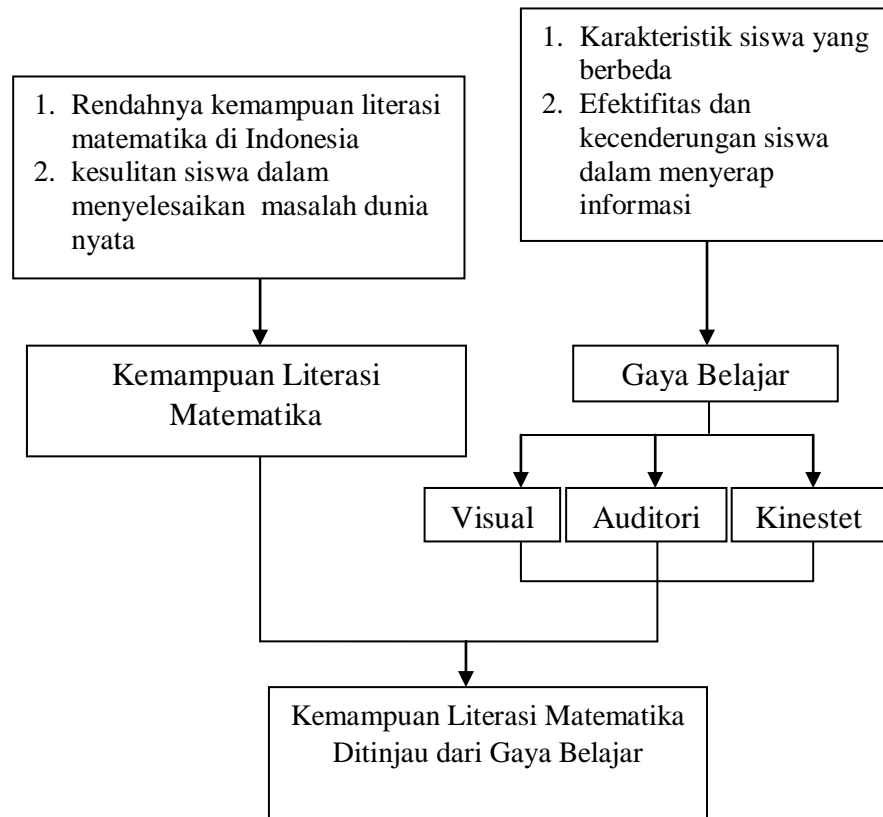 1. Rendahnya kemampuan literasi
matematika di Indonesia
2. kesulitan siswa dalam
menyelesaikan masalah dunia
nyata
1. Karakteristik siswa yang
berbeda
2. Efektifitas dan
kecenderungan siswa
dalam menyerap
informasi
Kemampuan Literasi
Matematika
Gaya Belajar
Visual
Auditori
Kinestet
Kemampuan Literasi Matematika
Ditinjau dari Gaya Belajar